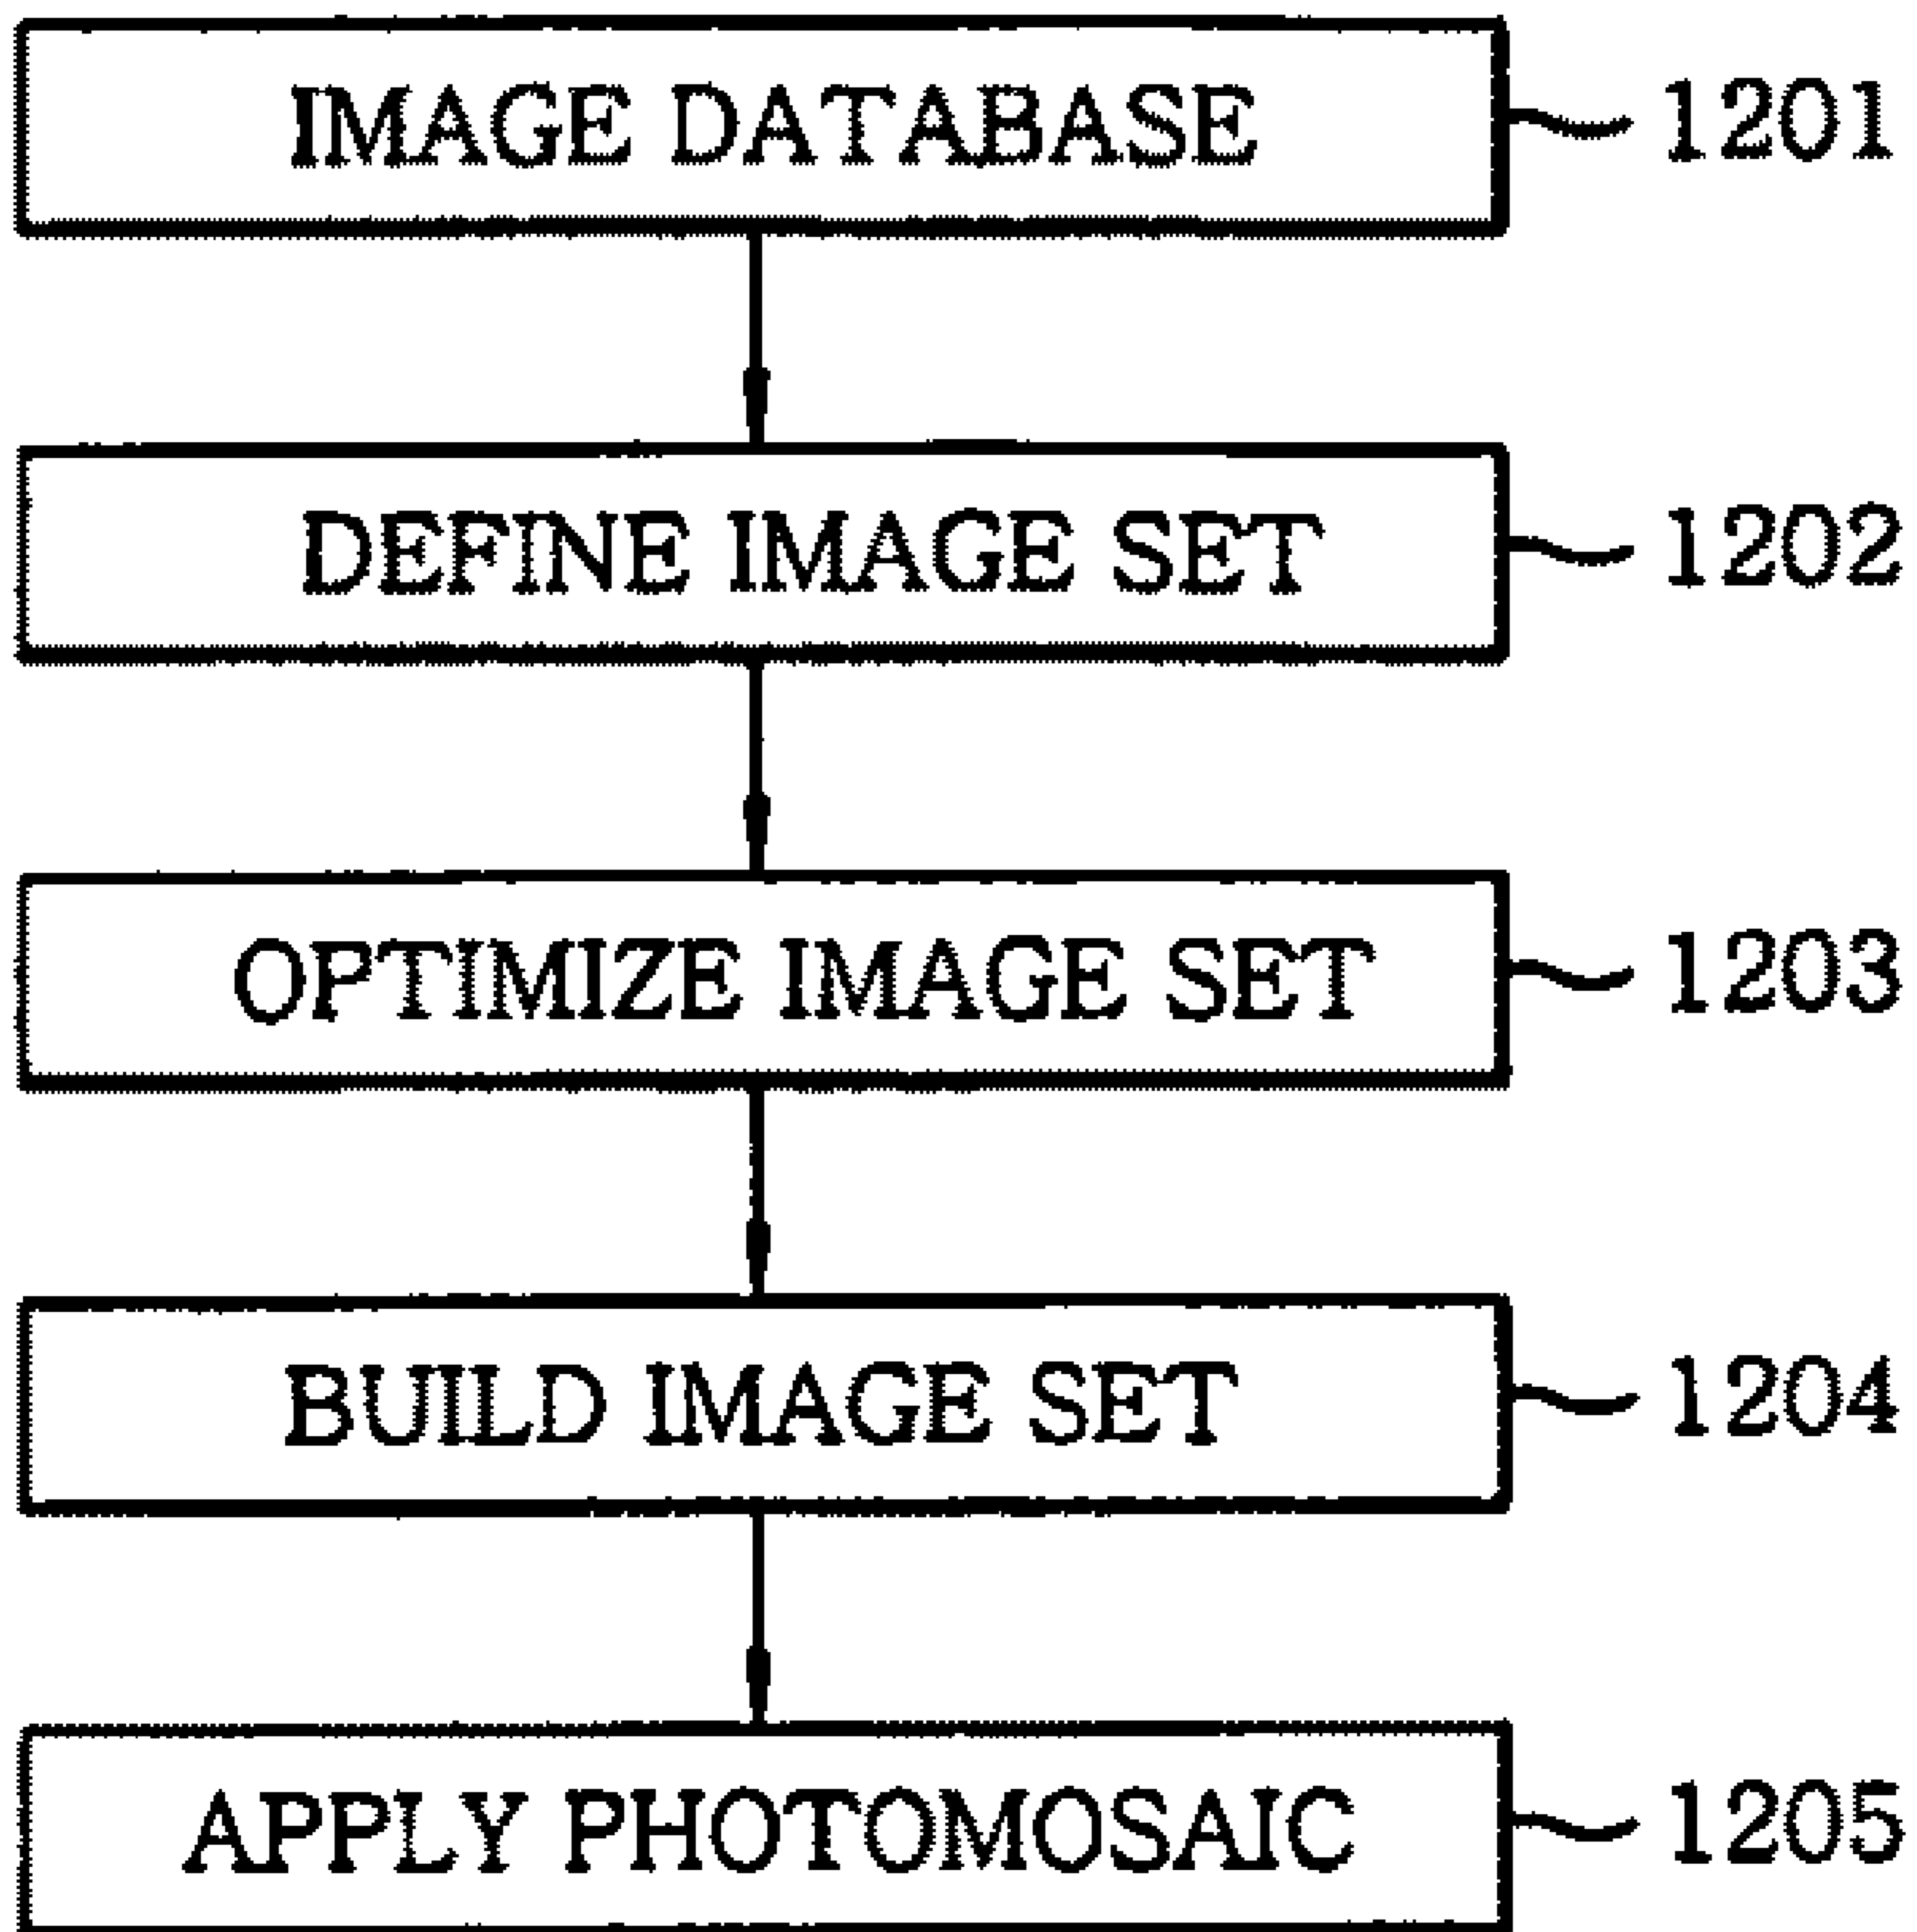 IMAGE DATABASE 1201
DEFINE IMAGE SET 1202
OPTIMIZE IMAGE SET 1203
BUILD IMAGE SET 1204
APPLY PHOTOMOSAIC 1205